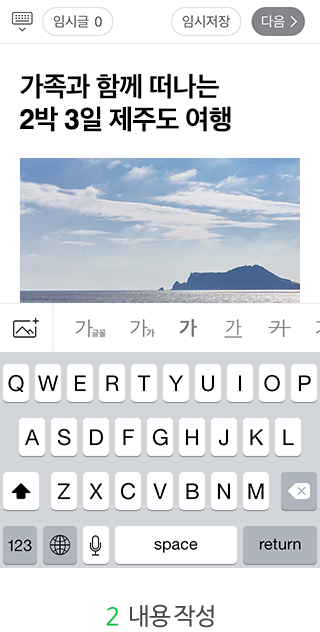 임시글 0 임시저장 다음
가족과 함께 떠나는
2박 3일 제주도 여행
가글꼴 가가 가 가 가
Q W E R T Y U I O P
A S D F G H J K L
Z X C V B N M
123 space return
2 내용 작성